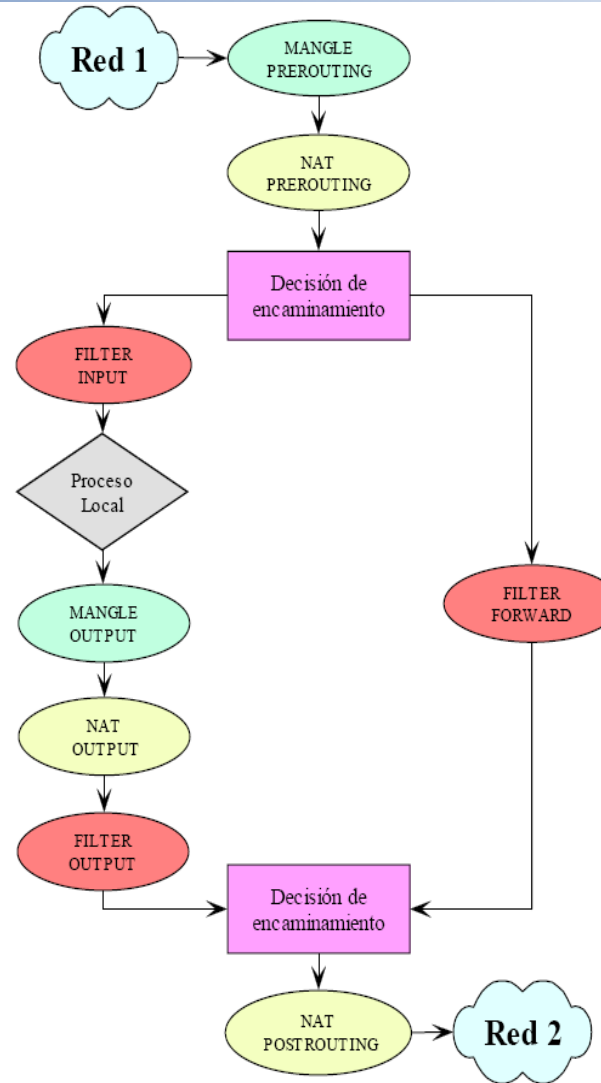 Red 1
MANGLE
PREROUTING
NAT
PREROUTING
Decisión de
encaminamiento
FILTER
INPUT
Proceso
Local
MANGLE
OUTPUT
FILTER
FORWARD
NAT
OUTPUT
FILTER
OUTPUT
Decisión de
encaminamiento
NAT
POSTROUTING
Red 2